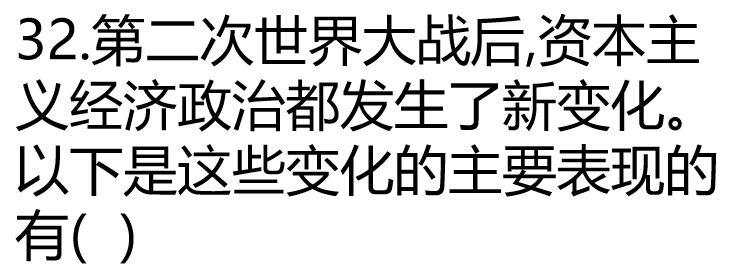 32.第二次世界大战后,资本主
义经济政治都发生了新变化。
以下是这些变化的主要表现的
有( )